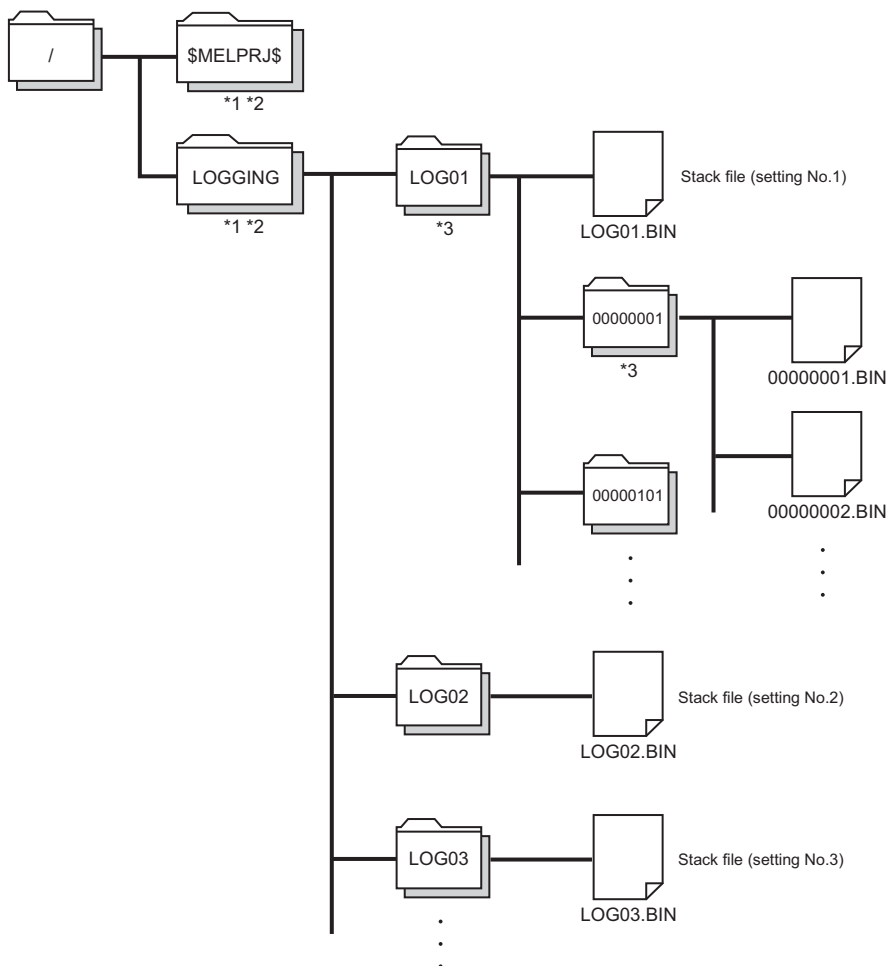 /
$MELPRJ$
*1 *2
LOGGING
*1 *2
LOG01
*3
LOG01.BIN
Stack file (setting No.1)
00000001
*3
00000001.BIN
00000002.BIN
00000101
LOG02
LOG02.BIN
Stack file (setting No.2)
LOG03
LOG03.BIN
Stack file (setting No.3)